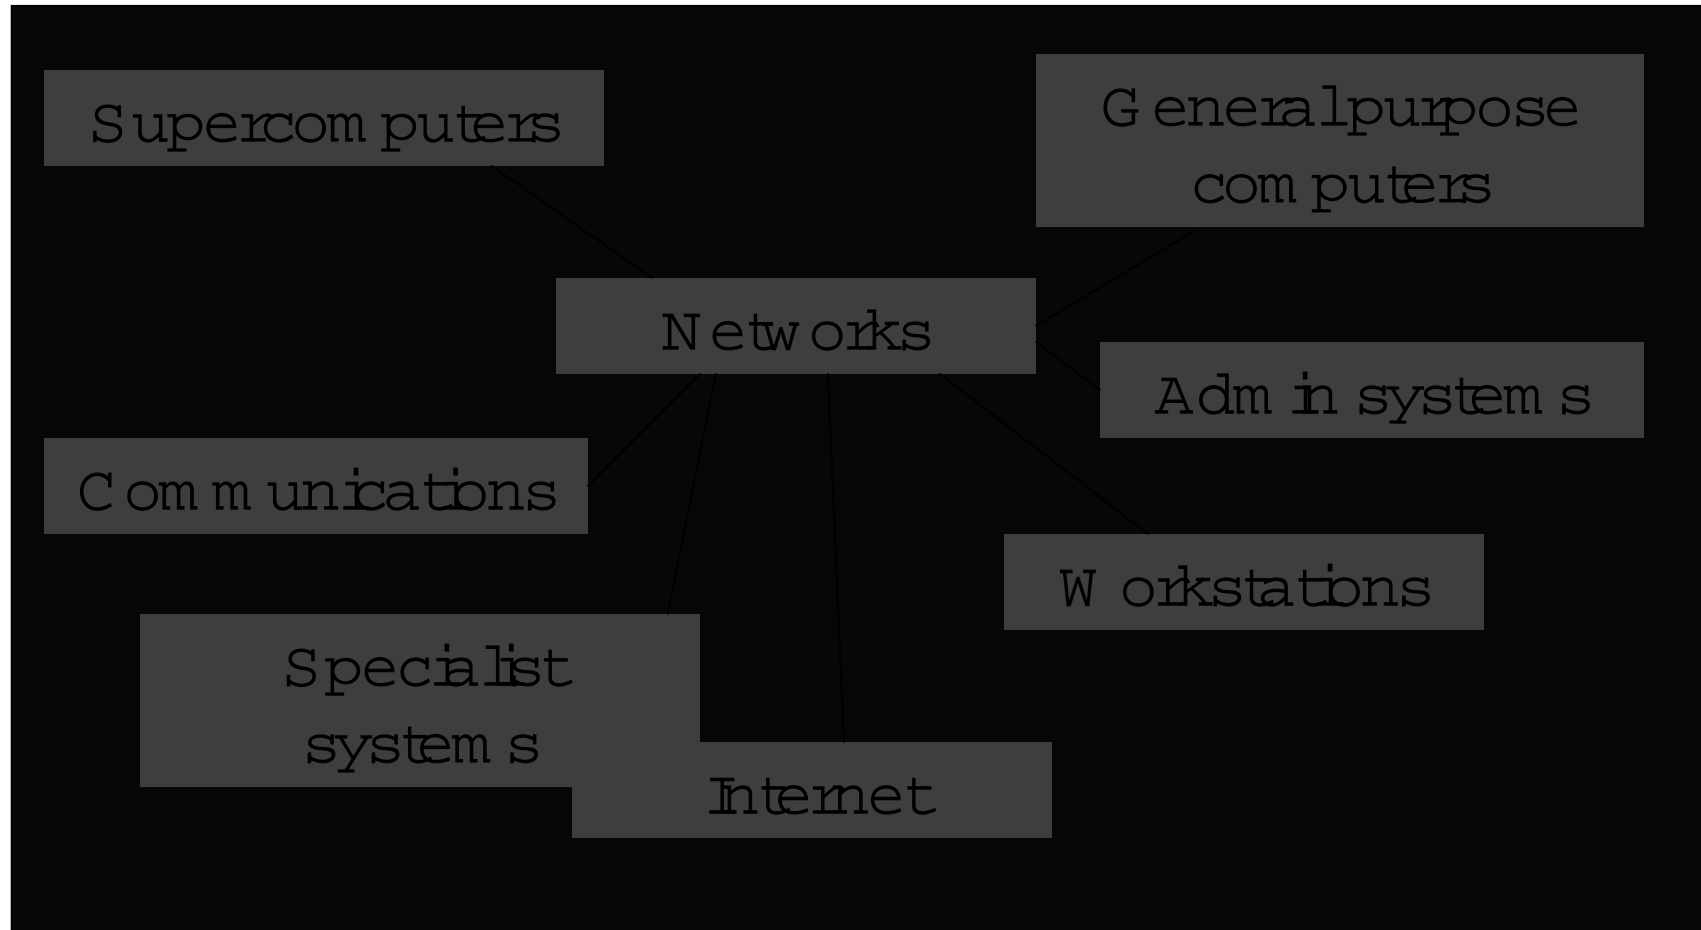 Supercomputers
General purpose
computers
Networks
Admin systems
Communications
Workstations
Specialist
systems
Internet